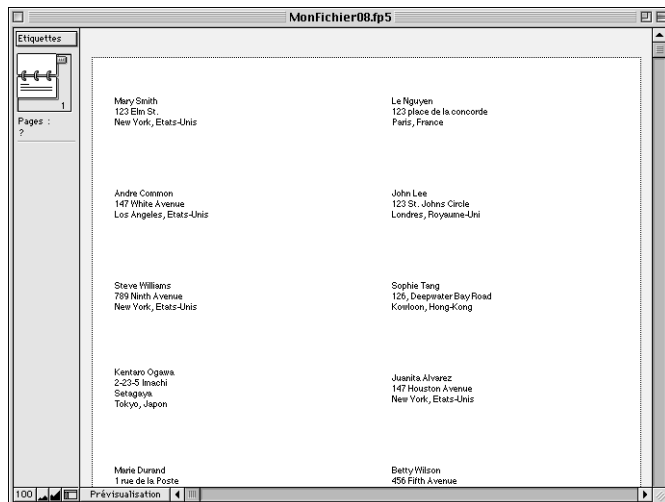 MonFichier08.fp5
Etiquettes
1
Pages :
?
Mary Smith
123 Elm St.
New York, Etats-Unis
Le Nguyen
123 place de la concorde
Paris, France
Andre Common
147 White Avenue
Los Angeles, Etats-Unis
John Lee
123 St. Johns Circle
Londres, Royaume-Uni
Steve Williams
789 Ninth Avenue
New York, Etats-Unis
Sophie Tang
126, Deepwater Bay Road
Kowloon, Hong-Kong
Kentaro Ogawa
2-23-5 Imachi
Setagaya
Tokyo, Japon
Juanita Alvarez
147 Houston Avenue
New York, Etats-Unis
Marie Durand
1 rue de la Poste
Betty Wilson
456 Fifth Avenue
100
Prévisualisation